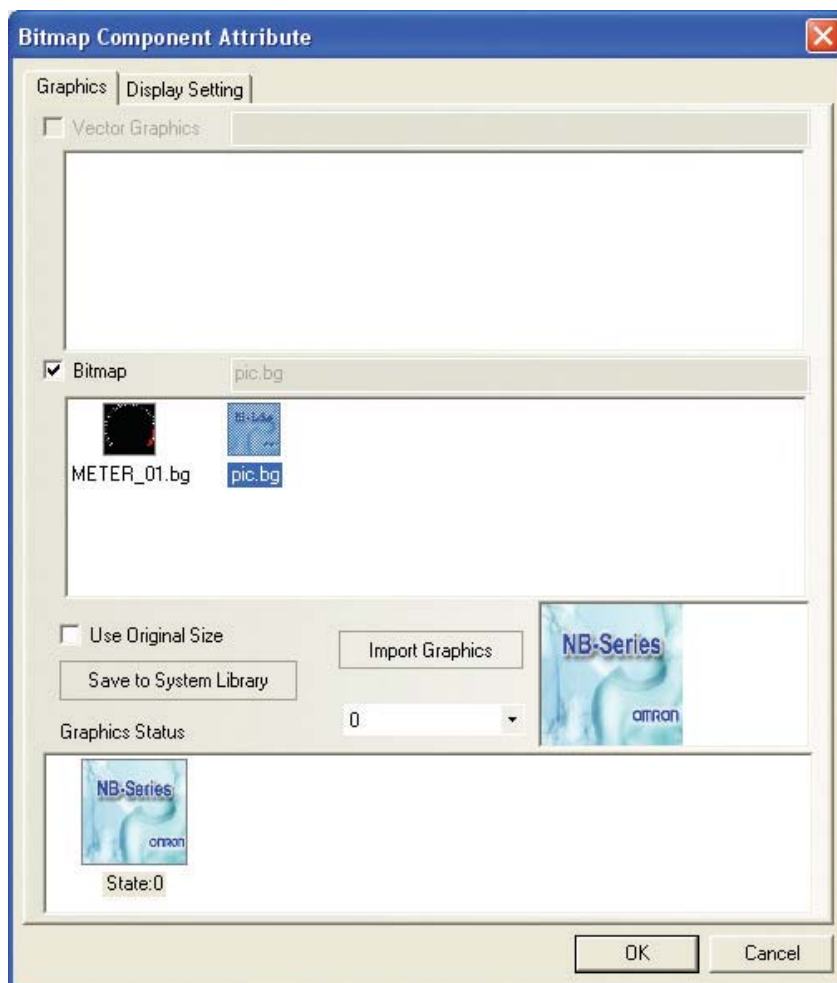 Bitmap Component Attribute
Graphics
Display Setting
Vector Graphics
Bitmap
pic.bg
METER_01.bg
pic.bg
Use Original Size
Import Graphics
Save to System Library
NB-Series
OMRON
0
Graphics Status
NB-Series
OMRON
State:0
OK
Cancel